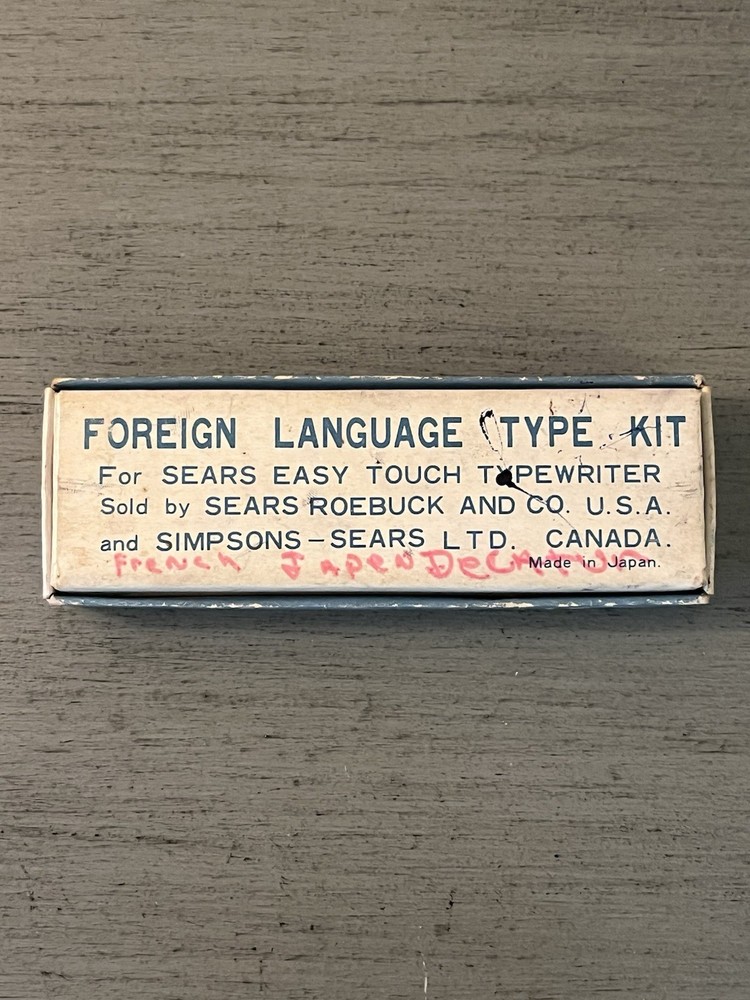 FOREIGN LANGUAGE TYPE KIT
For SEARS EASY TOUCH TYPEWRITER
Sold by SEARS ROEBUCK AND CO. U.S.A.
and SIMPSONS-SEARS LTD. CANADA.
French Japen
Made in Japan.